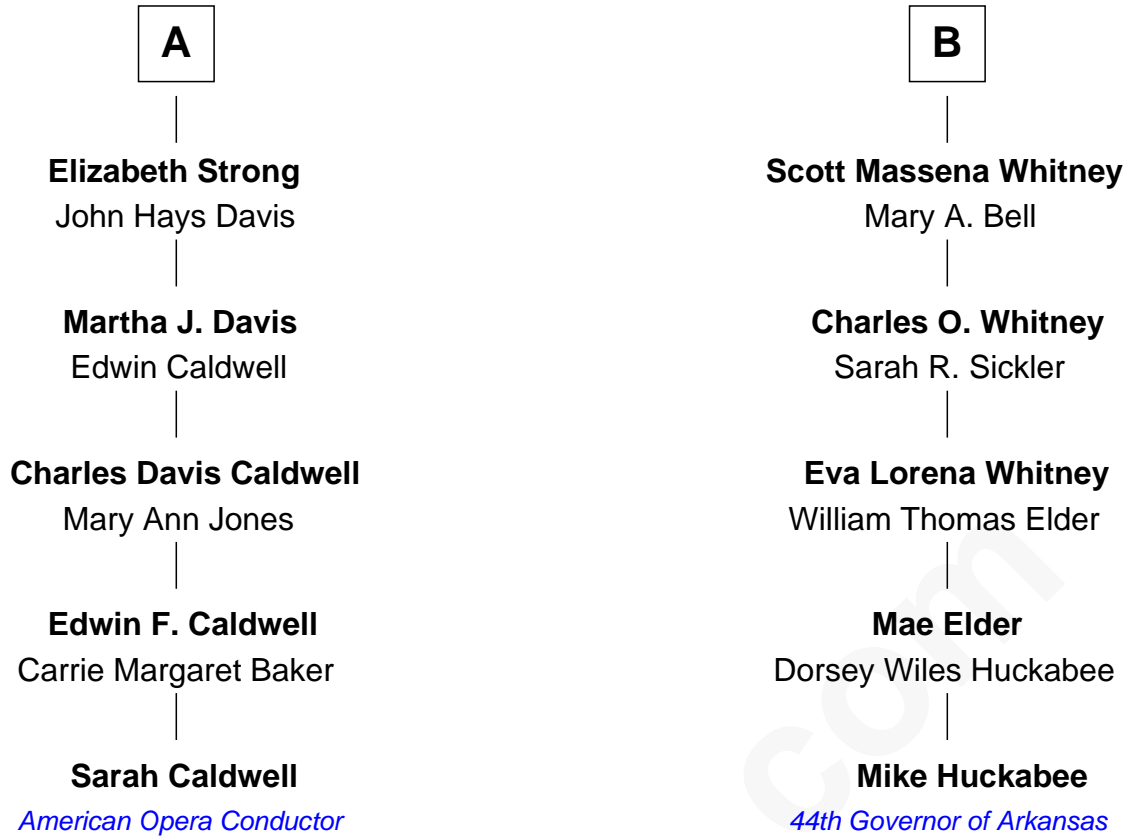 A
Elizabeth Strong
John Hays Davis
Martha J. Davis
Edwin Caldwell
Charles Davis Caldwell
Mary Ann Jones
Edwin F. Caldwell
Carrie Margaret Baker
Sarah Caldwell
American Opera Conductor
B
Scott Massena Whitney
Mary A. Bell
Charles O. Whitney
Sarah R. Sickler
Eva Lorena Whitney
William Thomas Elder
Mae Elder
Dorsey Wiles Huckabee
Mike Huckabee
44th Governor of Arkansas
com